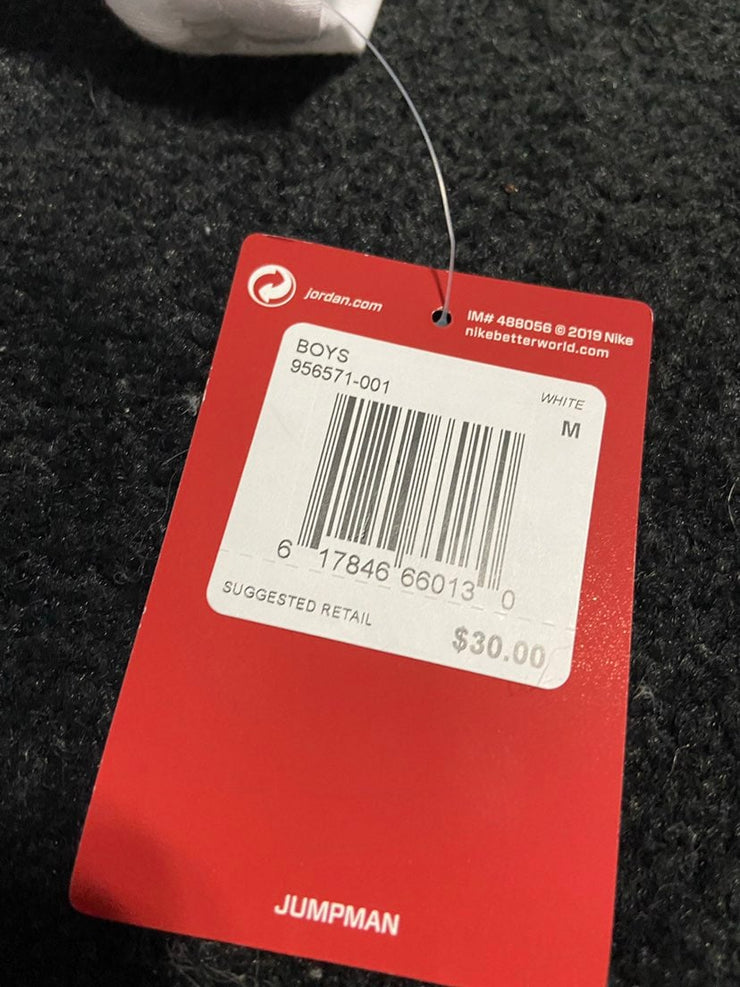 jordan.com
IM# 488056 © 2019 Nike
nikebetterworld.com
BOYS
956571-001
WHITE
M
6 17846 66013 0
SUGGESTED RETAIL
$30.00
JUMPMAN